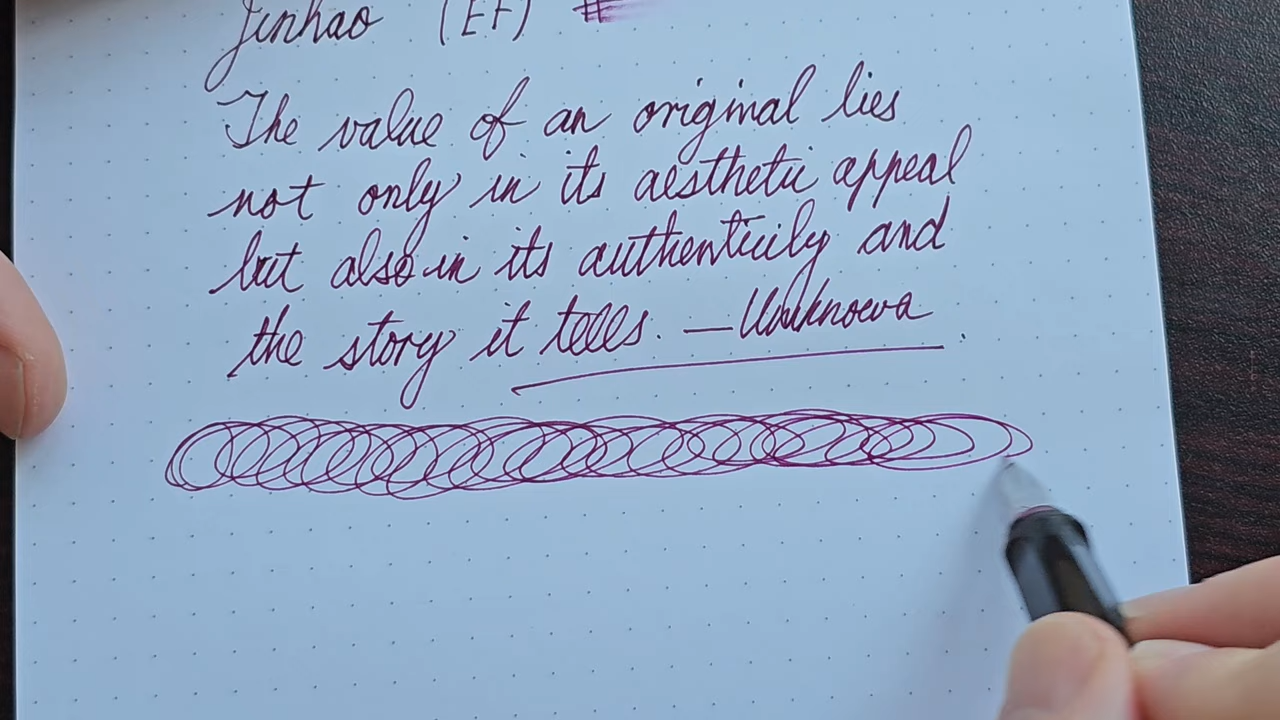 Jinhao (EF) #
The value of an original lies
not only in its aesthetic appeal
but also in its authenticity and
the story it tells. — Unknown.